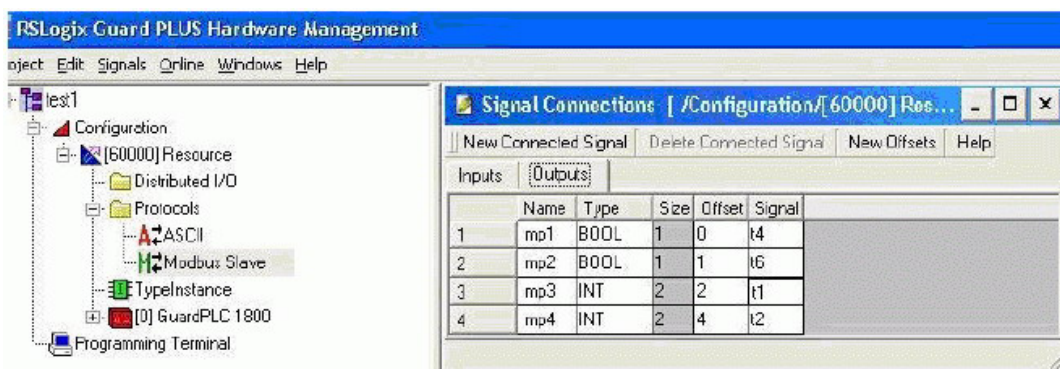 RSLogix Guard PLUS Hardware Management
oject Edit Signals Online Windows Help
test1
Configuration
[60000] Resource
Distributed I/O
Protocols
ASCII
Modbus Slave
TypeInstance
[0] GuardPLC 1800
Programming Terminal
Signal Connections [ /Configuration/[60000] Res...
New Connected Signal Delete Connected Signal New Offsets Help
Inputs Outputs
Name Type Size Offset Signal
1 mp1 BOOL 1 0 t4
2 mp2 BOOL 1 1 t6
3 mp3 INT 2 2 t1
4 mp4 INT 2 4 t2